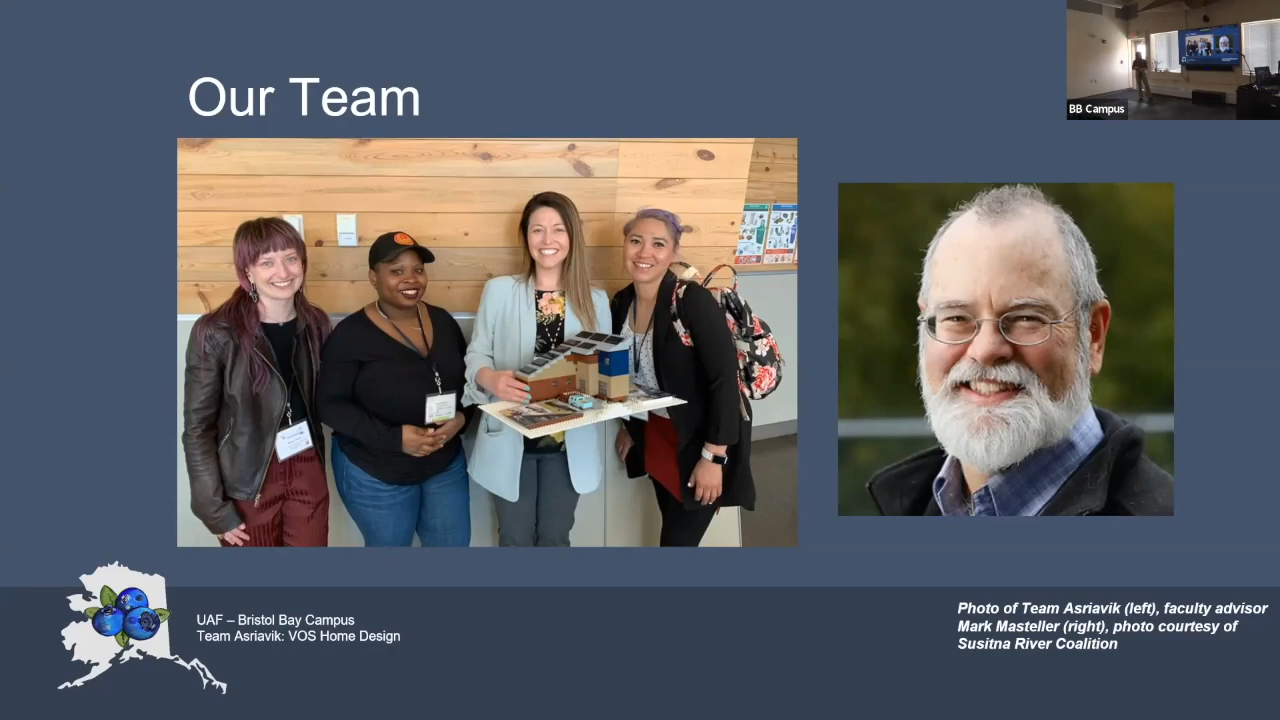 BB Campus
Our Team
UAF – Bristol Bay Campus
Team Asriavik: VOS Home Design
Photo of Team Asriavik (left), faculty advisor
Mark Masteller (right), photo courtesy of
Susitna River Coalition